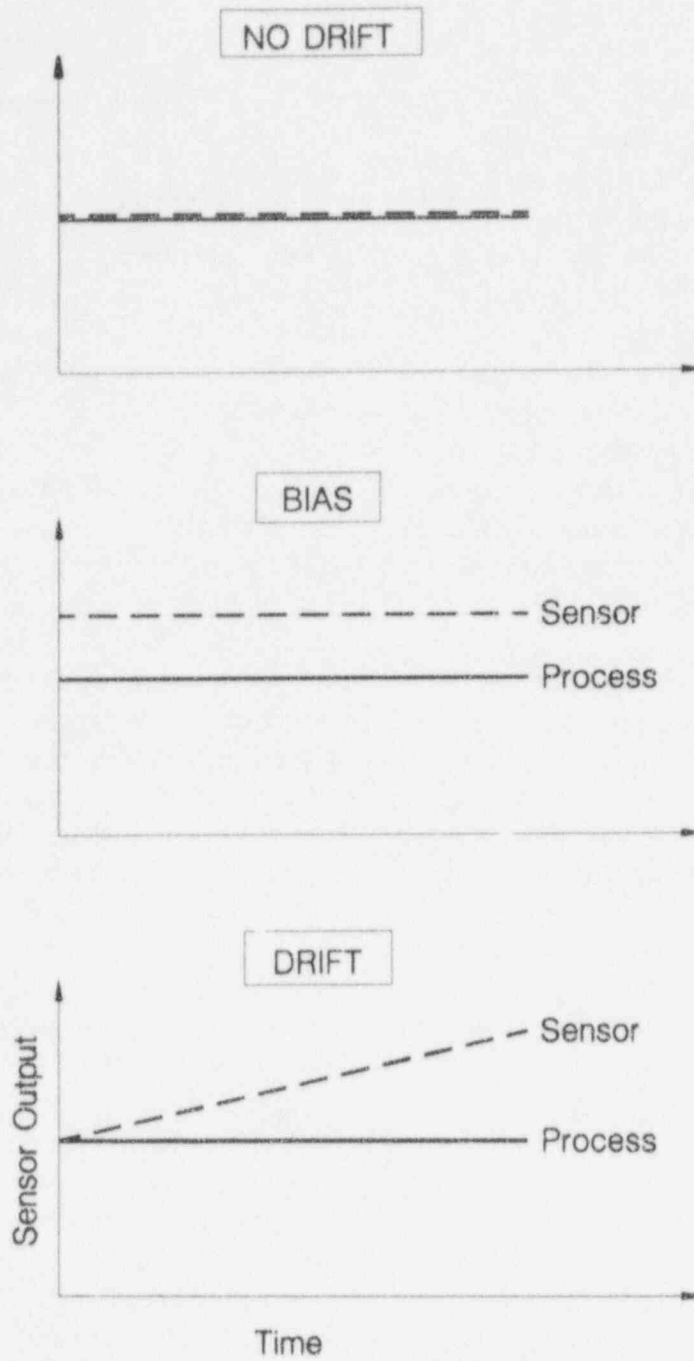 NO DRIFT
BIAS
Sensor
Process
DRIFT
Sensor
Process
Sensor Output
Time